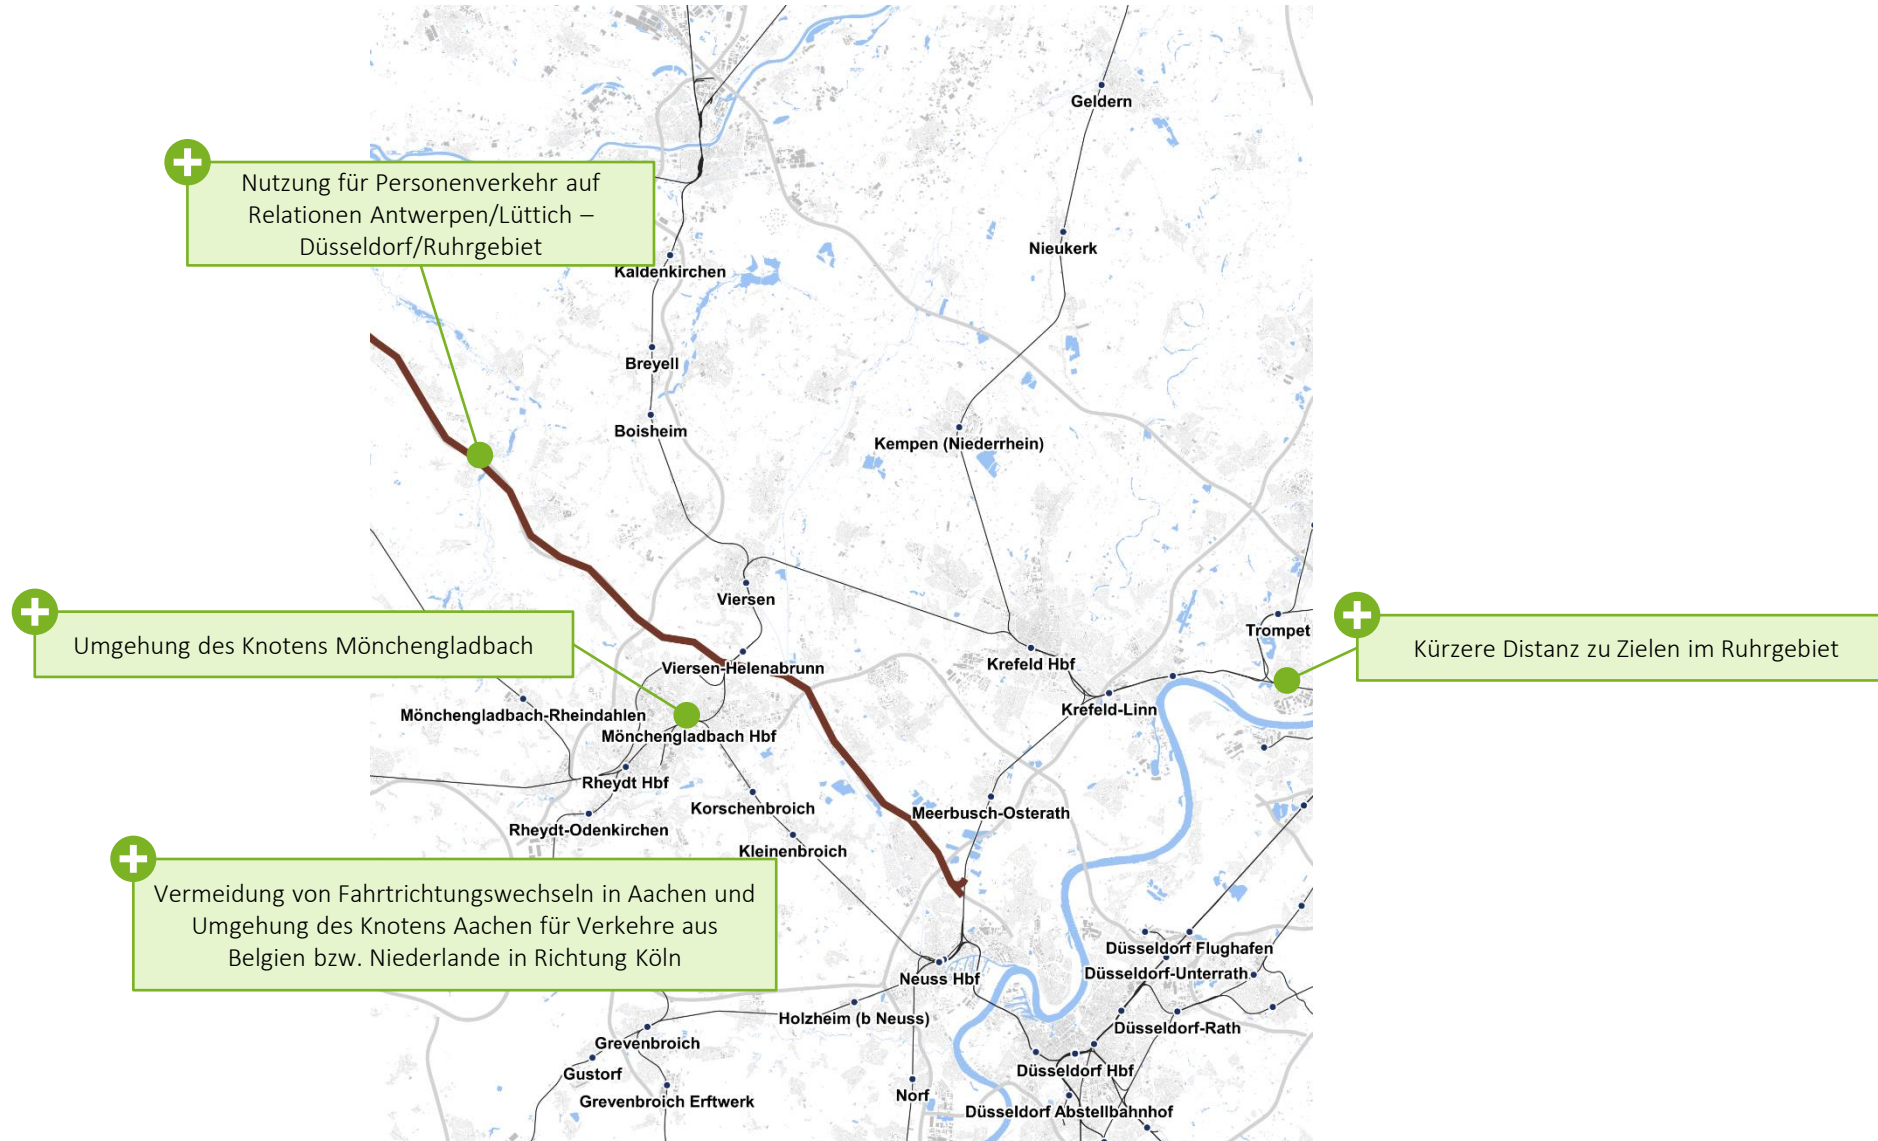 Geldern
Nutzung für Personenverkehr auf
Relationen Antwerpen/Lüttich –
Düsseldorf/Ruhrgebiet
Nieukerk
Kaldenkirchen
Breyell
Boisheim
Kempen (Niederrhein)
Viersen
Trompet
Umgehung des Knotens Mönchengladbach
Kürzere Distanz zu Zielen im Ruhrgebiet
Viersen-Helenabrunn
Krefeld Hbf
Krefeld-Linn
Mönchengladbach-Rheindahlen
Mönchengladbach Hbf
Rheydt Hbf
Korschenbroich
Meerbusch-Osterath
Rheydt-Odenkirchen
Kleinenbroich
Vermeidung von Fahrtrichtungswechseln in Aachen und
Umgehung des Knotens Aachen für Verkehre aus
Belgien bzw. Niederlande in Richtung Köln
Düsseldorf Flughafen
Düsseldorf-Unterrath
Neuss Hbf
Holzheim (b Neuss)
Düsseldorf-Rath
Grevenbroich
Gustorf
Düsseldorf Hbf
Grevenbroich Erftwerk
Norf
Düsseldorf Abstellbahnhof